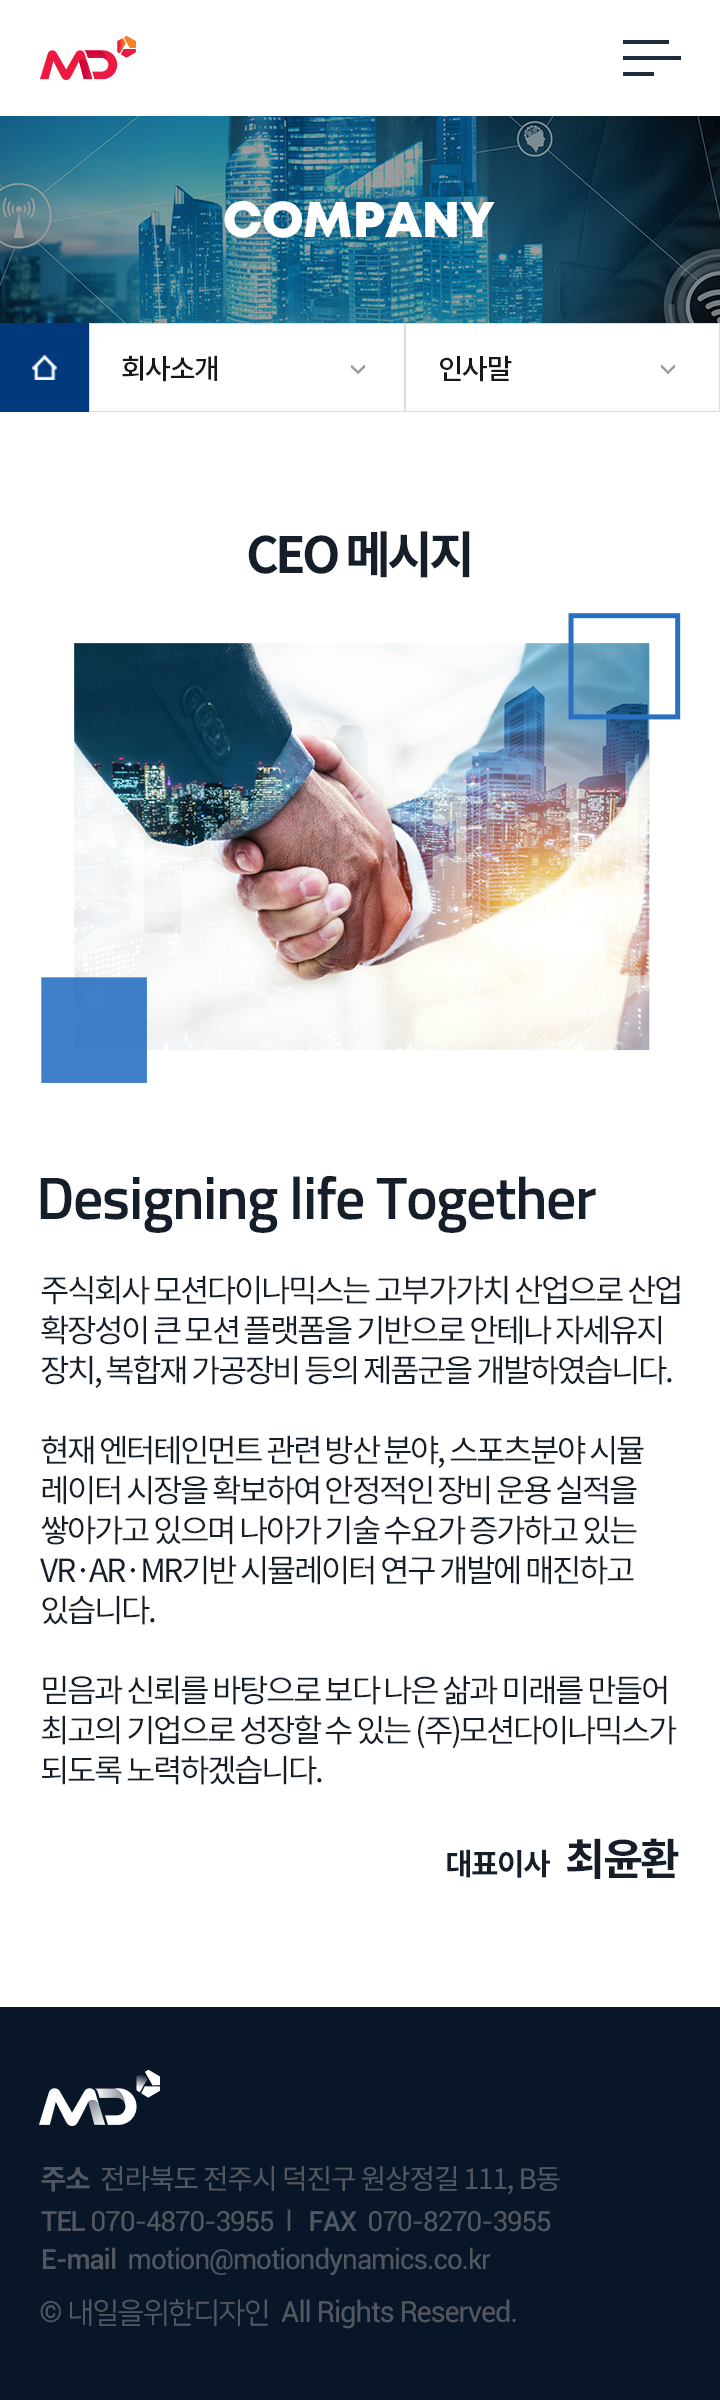 MD
COMPANY
회사소개
인사말
CEO 메시지
Designing life Together
주식회사 모션다이나믹스는 고부가가치 산업으로 산업
확장성이 큰 모션 플랫폼을 기반으로 안테나 자세유지
장치, 복합재 가공장비 등의 제품군을 개발하였습니다.
현재 엔터테인먼트 관련 방산 분야, 스포츠분야 시뮬
레이터 시장을 확보하여 안정적인 장비 운용 실적을
쌓아가고 있으며 나아가 기술 수요가 증가하고 있는
VR·AR·MR기반 시뮬레이터 연구 개발에 매진하고
있습니다.
믿음과 신뢰를 바탕으로 보다 나은 삶과 미래를 만들어
최고의 기업으로 성장할 수 있는 (주)모션다이나믹스가
되도록 노력하겠습니다.
대표이사 최윤환
MD
주소 전라북도 전주시 덕진구 원상정길 111, B동
TEL 070-4870-3955 | FAX 070-8270-3955
E-mail motion@motiondynamics.co.kr
© 내일을위한디자인 All Rights Reserved.